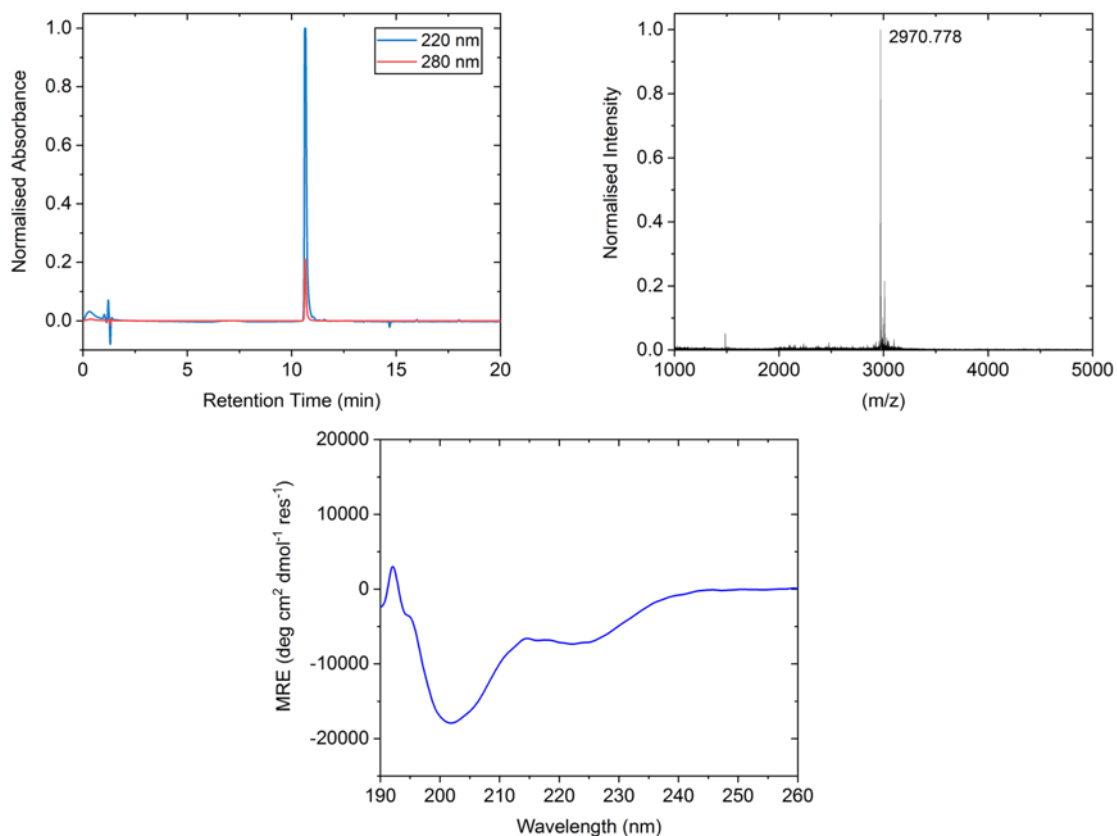 1.0
0.8
0.6
0.4
0.2
0.0
Normalised Absorbance
220 nm
280 nm
0 5 10 15 20
Retention Time (min)
1.0
0.8
0.6
0.4
0.2
0.0
Normalised Intensity
2970.778
1000 2000 3000 4000 5000
(m/z)
20000
10000
0
-10000
-20000
MRE (deg cm² dmol⁻¹ res⁻¹)
190 200 210 220 230 240 250 260
Wavelength (nm)